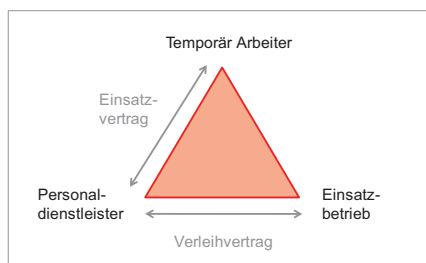 Temporär Arbeiter
Einsatz-
vertrag
Personal-
dienstleister
Einsatz-
betrieb
Verleihvertrag